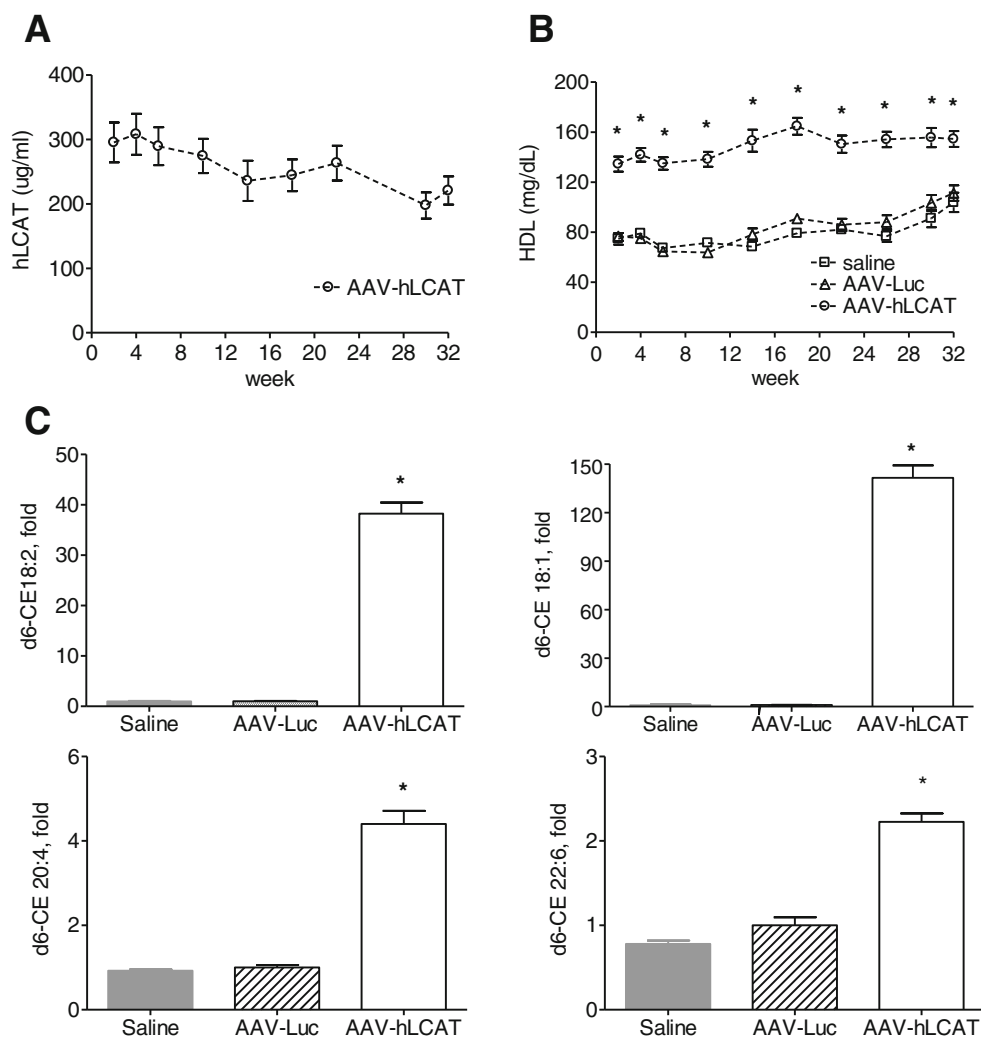 A
B
400
300
200
100
0
hLCAT (ug/ml)
AAV-hLCAT
0 4 8 12 16 20 24 28 32
week
200
160
120
80
40
0
HDL (mg/dL)
* * * * * * * * * *
saline
AAV-Luc
AAV-hLCAT
0 4 8 12 16 20 24 28 32
week
C
50
40
30
20
10
0
d6-CE18:2, fold
*
Saline AAV-Luc AAV-hLCAT
150
120
90
60
30
0
d6-CE 18:1, fold
*
Saline AAV-Luc AAV-hLCAT
6
4
2
0
d6-CE 20:4, fold
*
Saline AAV-Luc AAV-hLCAT
3
2
1
0
d6-CE 22:6, fold
*
Saline AAV-Luc AAV-hLCAT